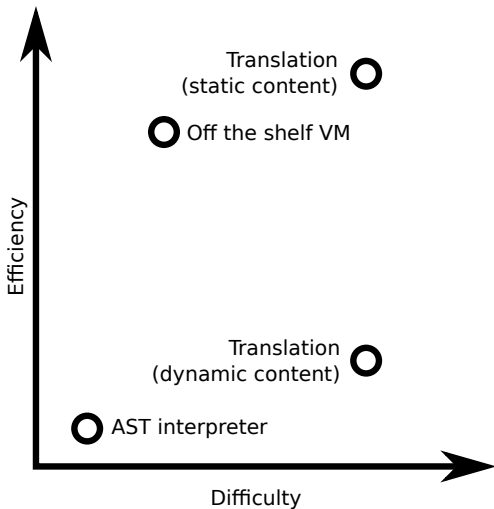 Translation
(static content)
Off the shelf VM
Efficiency
Translation
(dynamic content)
AST interpreter
Difficulty